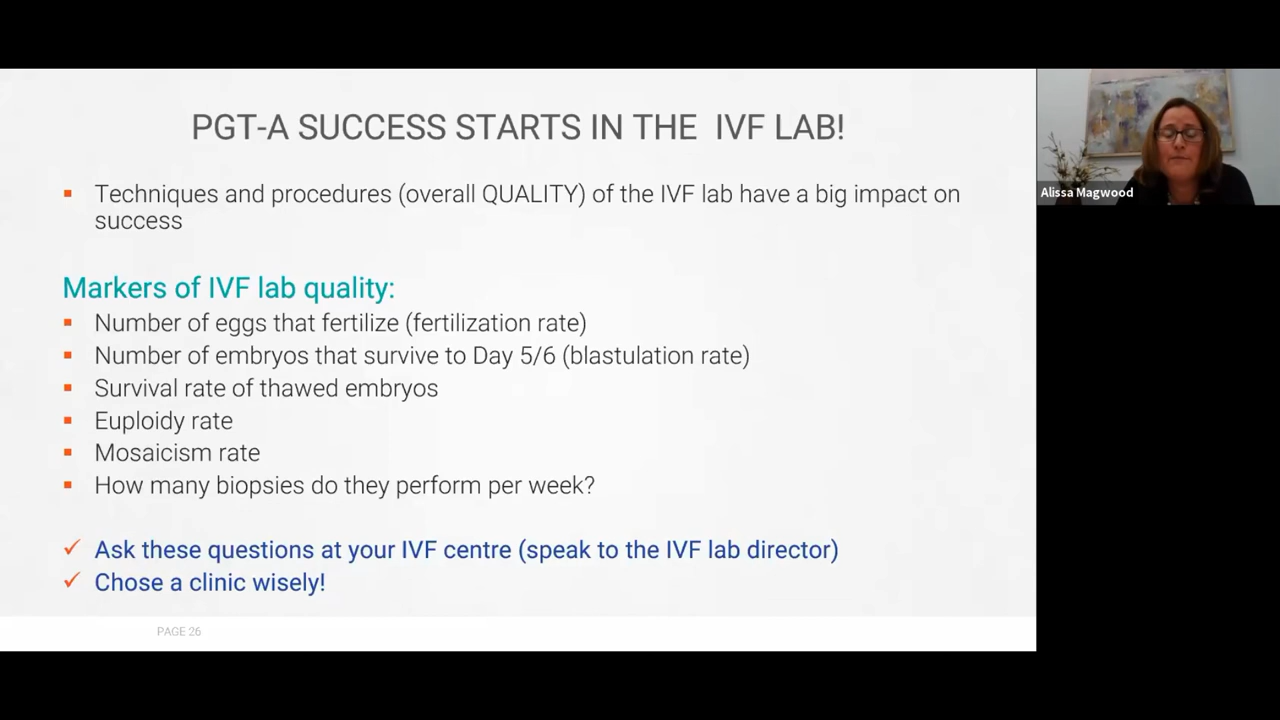 PGT-A SUCCESS STARTS IN THE IVF LAB!
Techniques and procedures (overall QUALITY) of the IVF lab have a big impact on
success
Markers of IVF lab quality:
Number of eggs that fertilize (fertilization rate)
Number of embryos that survive to Day 5/6 (blastulation rate)
Survival rate of thawed embryos
Euploidy rate
Mosaicism rate
How many biopsies do they perform per week?
Ask these questions at your IVF centre (speak to the IVF lab director)
Chose a clinic wisely!
PAGE 26
Alissa Magwood